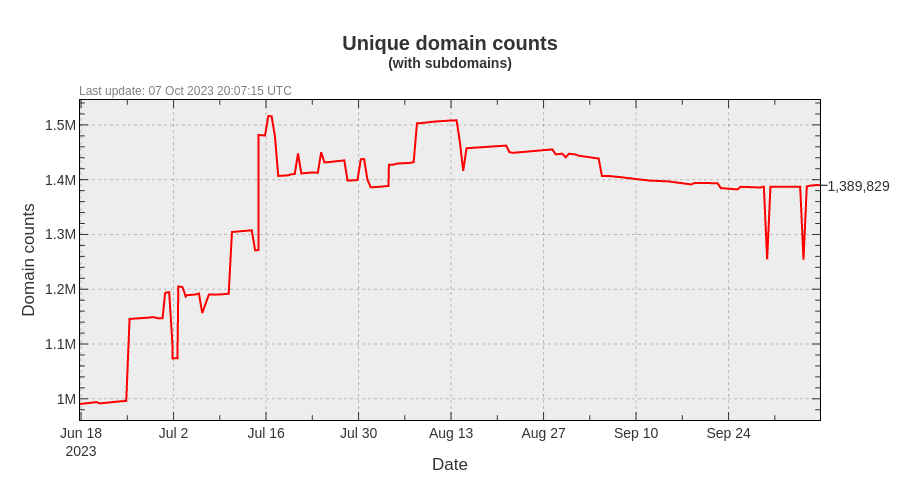 Unique domain counts
(with subdomains)
Last update: 07 Oct 2023 20:07:15 UTC
1.5M
1.4M
1,389,829
1.3M
1.2M
1.1M
1M
Domain counts
Jun 18 Jul 2 Jul 16 Jul 30 Aug 13 Aug 27 Sep 10 Sep 24
2023
Date